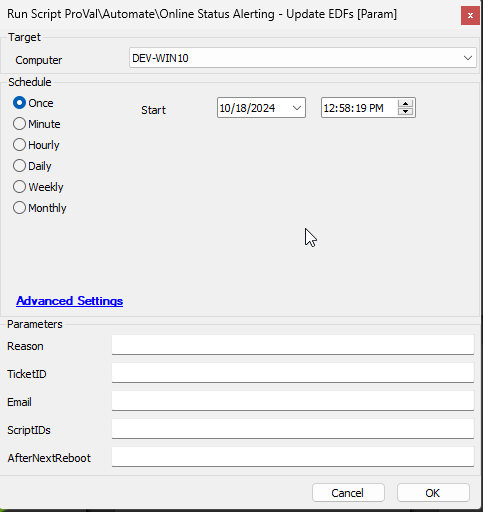 Run Script ProVal\Automate\Online Status Alerting - Update EDFs [Param]
x
Target
Computer DEV-WIN10
Schedule
Once Start 10/18/2024 12:58:19 PM
Minute
Hourly
Daily
Weekly
Monthly
Advanced Settings
Parameters
Reason
TicketID
Email
ScriptIDs
AfterNextReboot
Cancel OK